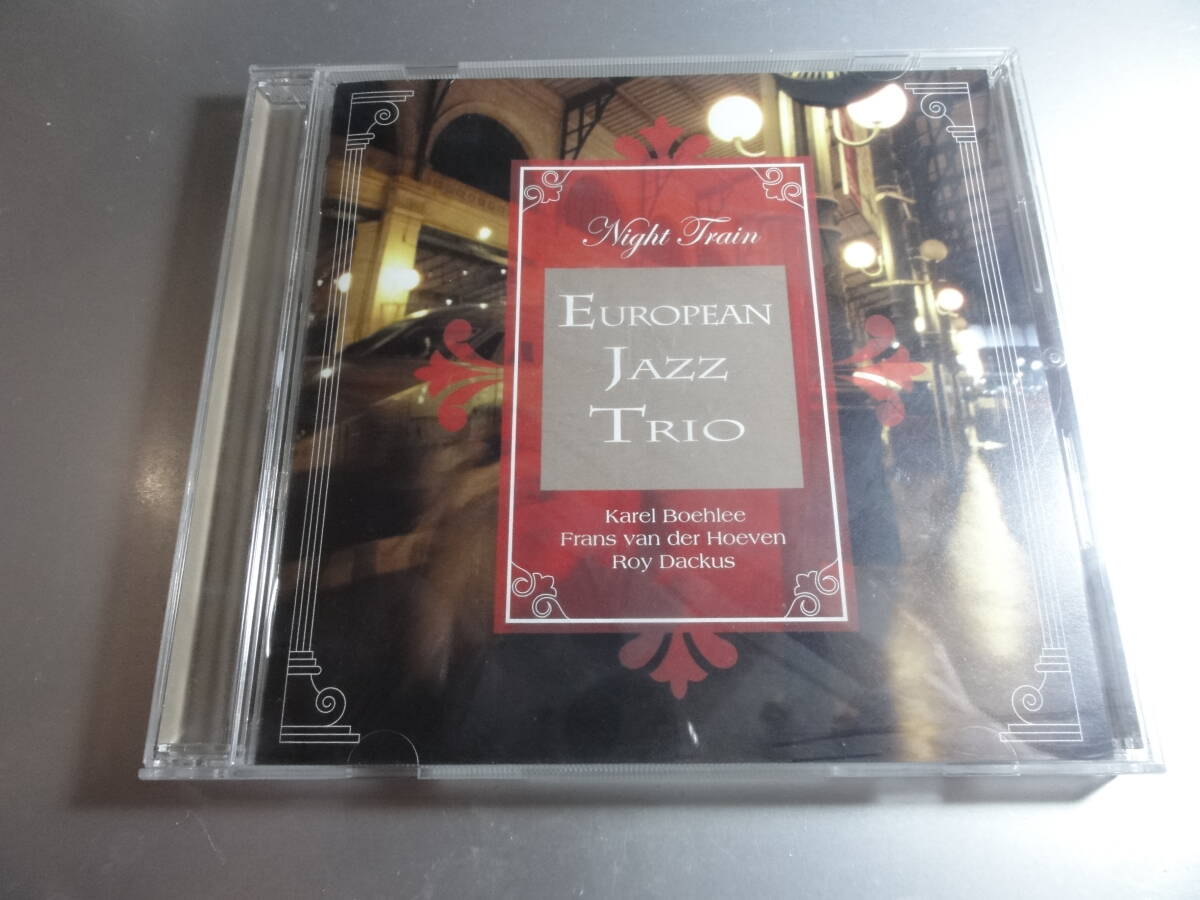 Night Train
EUROPEAN
JAZZ
TRIO
Karel Boehlee
Frans van der Hoeven
Roy Dackus